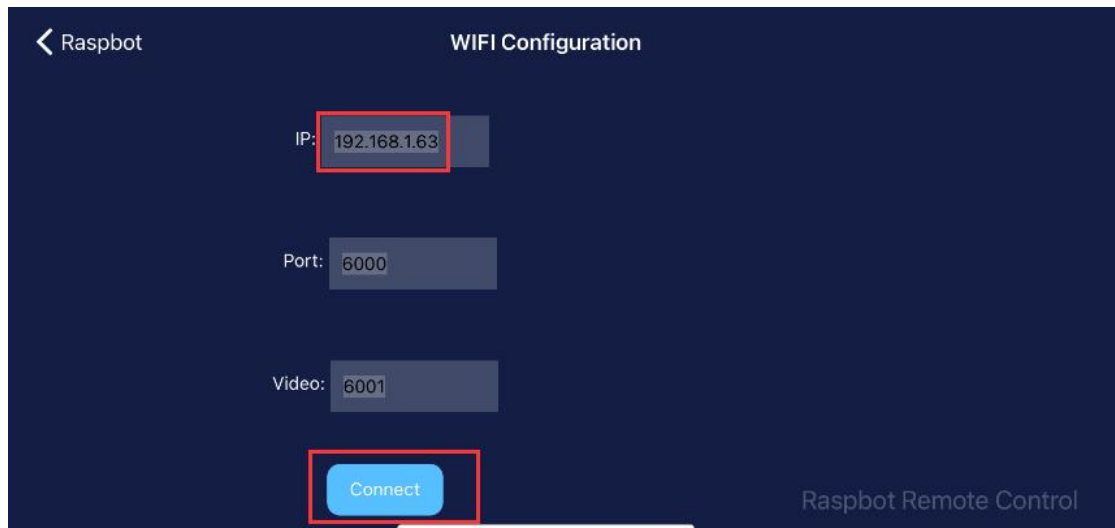 Raspbot
WIFI Configuration
IP: 192.168.1.63
Port: 6000
Video: 6001
Connect
Raspbot Remote Control